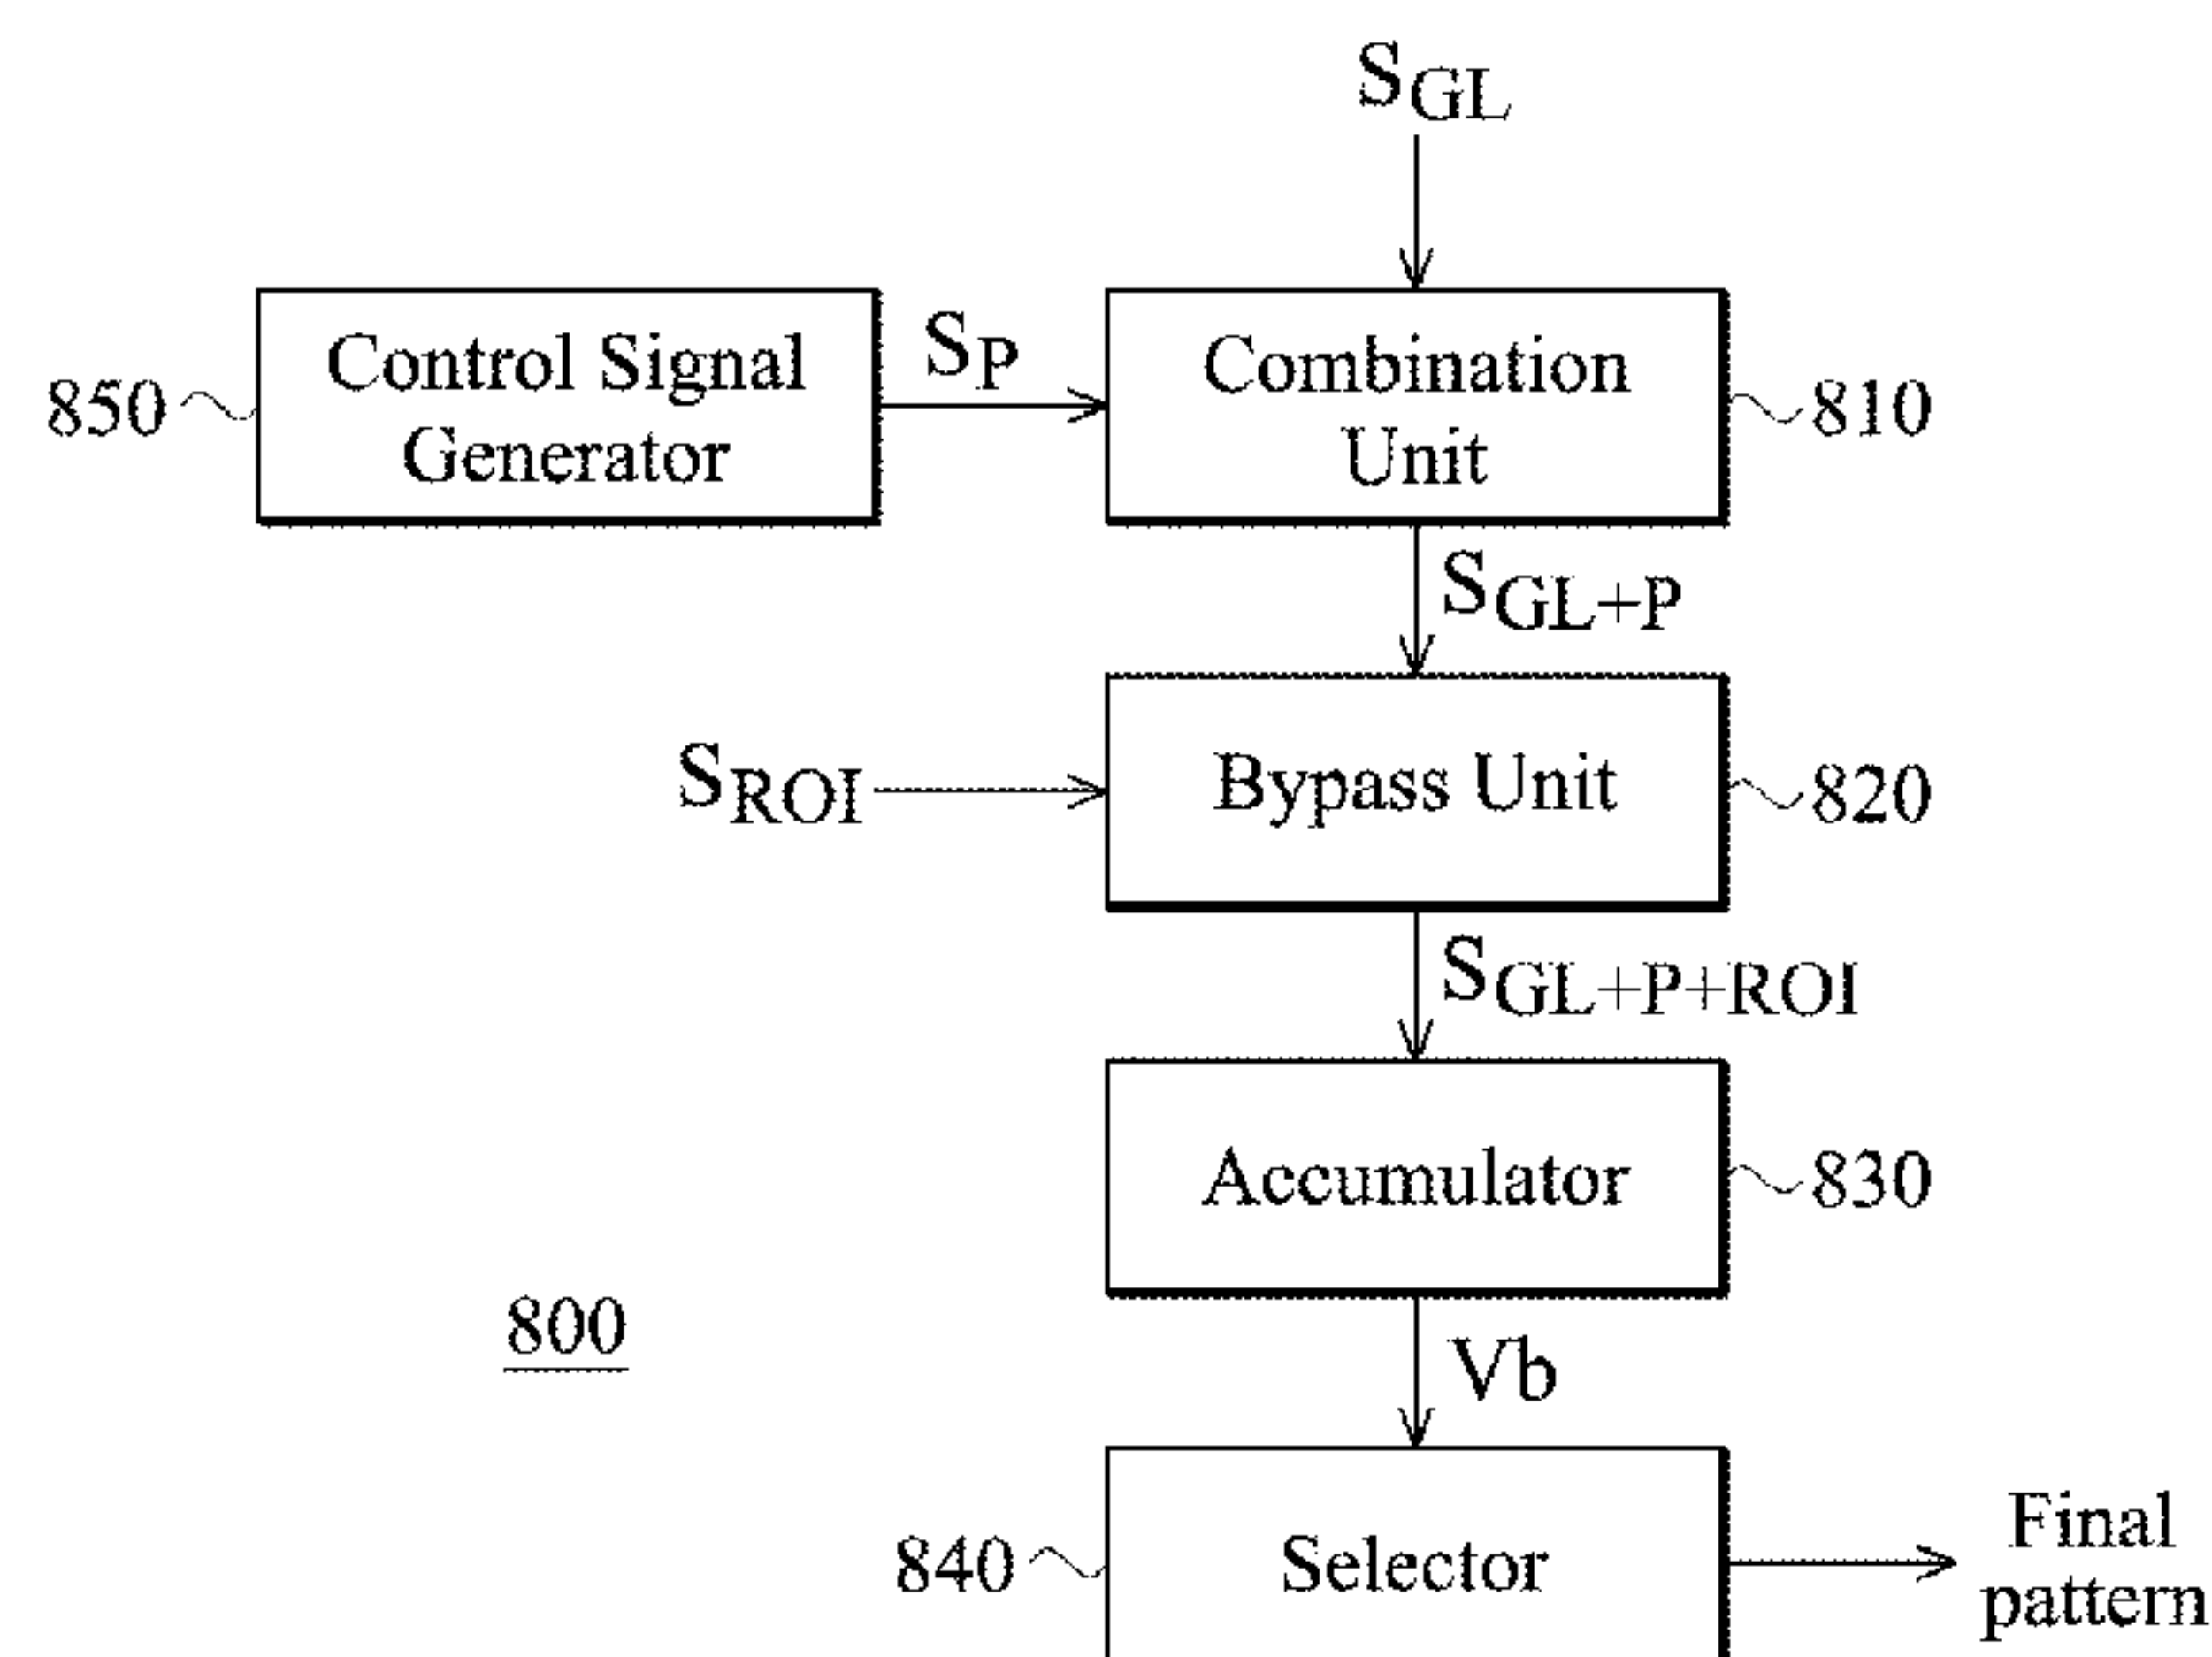 SGL
850
Control Signal
Generator
SP
Combination
Unit
810
SGL+P
SROI
Bypass Unit
820
SGL+P+ROI
Accumulator
830
800
Vb
840
Selector
Final
pattern